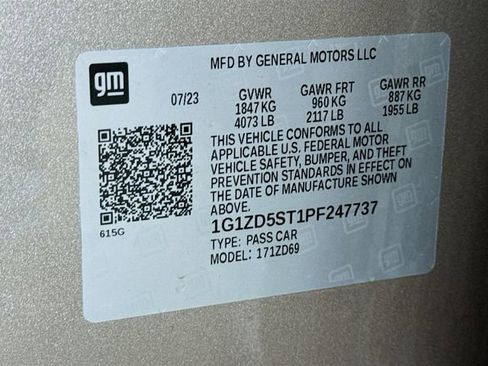 gm
MFD BY GENERAL MOTORS LLC
07/23 GVWR GAWR FRT GAWR RR
1847 KG 960 KG 887 KG
4073 LB 2117 LB 1955 LB
THIS VEHICLE CONFORMS TO ALL
APPLICABLE U.S. FEDERAL MOTOR
VEHICLE SAFETY, BUMPER, AND THEFT
PREVENTION STANDARDS IN EFFECT ON
THE DATE OF MANUFACTURE SHOWN
ABOVE.
615G
1G1ZD5ST1PF247737
TYPE: PASS CAR
MODEL: 171ZD69